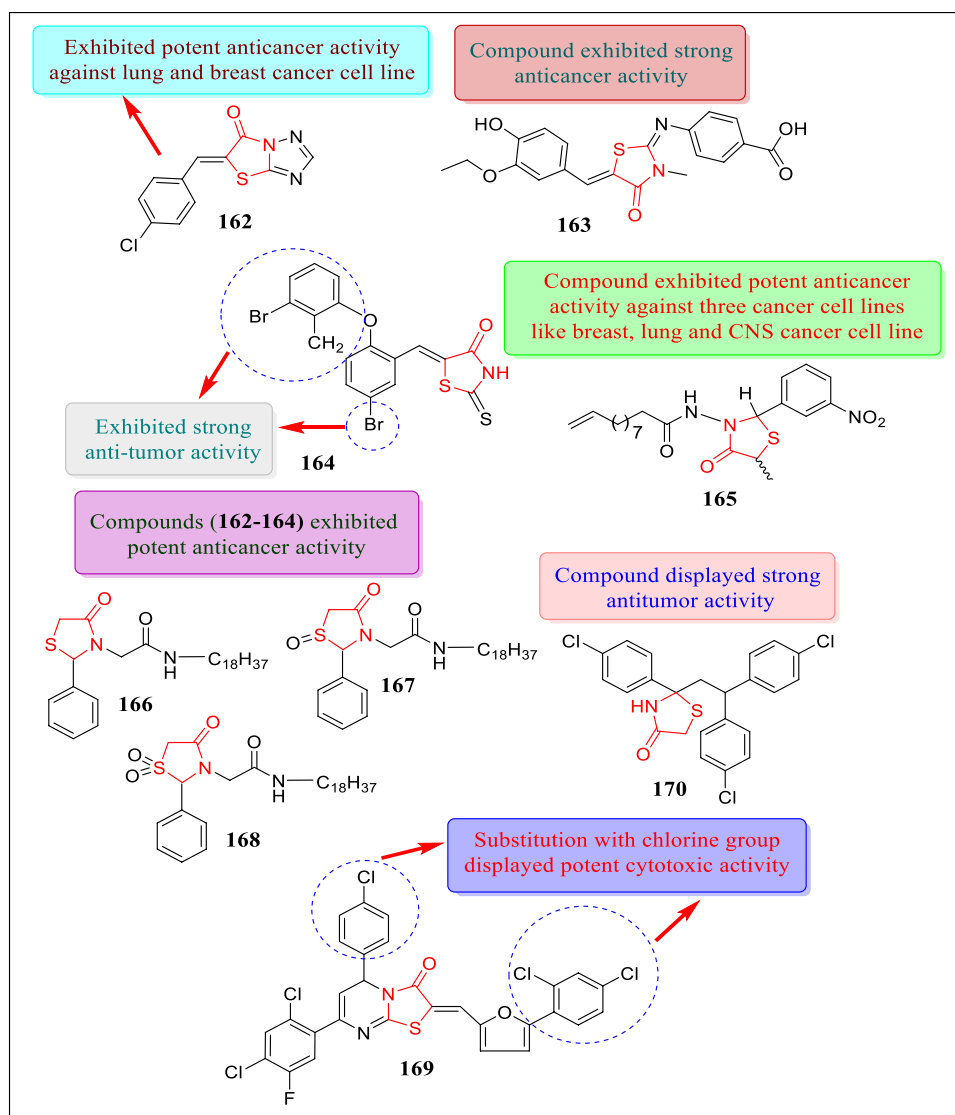 Exhibited potent anticancer activity
against lung and breast cancer cell line
Compound exhibited strong
anticancer activity
O
N
N
N
S
Cl
162
HO
O
S
N
N
O
OH
O
163
Br
CH2
O
Br
O
NH
S
S
164
Exhibited strong
anti-tumor activity
Compound exhibited potent anticancer
activity against three cancer cell lines
like breast, lung and CNS cancer cell line
7
O
H
N
N
H
S
O
NO2
165
Compounds (162-164) exhibited
potent anticancer activity
Compound displayed strong
antitumor activity
O
S
N
O
N
H
C18H37
166
O
O
S
N
O
N
H
C18H37
167
O
O
O
S
N
O
N
H
C18H37
168
Cl
Cl
HN
S
O
Cl
170
Substitution with chlorine group
displayed potent cytotoxic activity
Cl
O
N
N
S
Cl
Cl
F
O
Cl
Cl
169